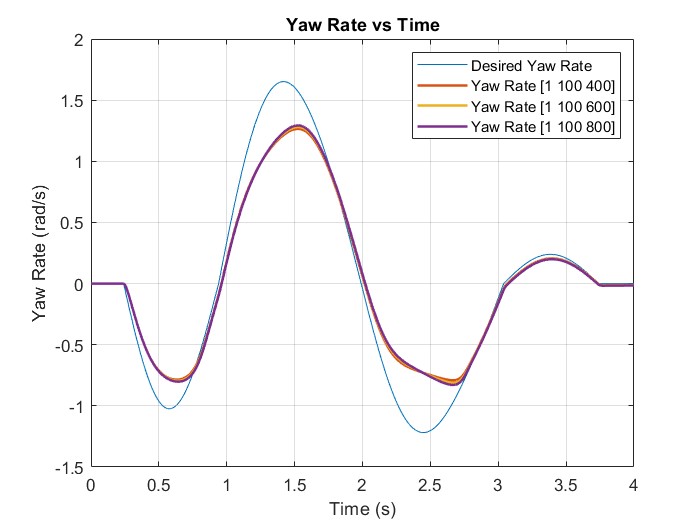 Yaw Rate vs Time
Desired Yaw Rate
Yaw Rate [1 100 400]
Yaw Rate [1 100 600]
Yaw Rate [1 100 800]
Yaw Rate (rad/s)
2
1.5
1
0.5
0
-0.5
-1
-1.5
0 0.5 1 1.5 2 2.5 3 3.5 4
Time (s)